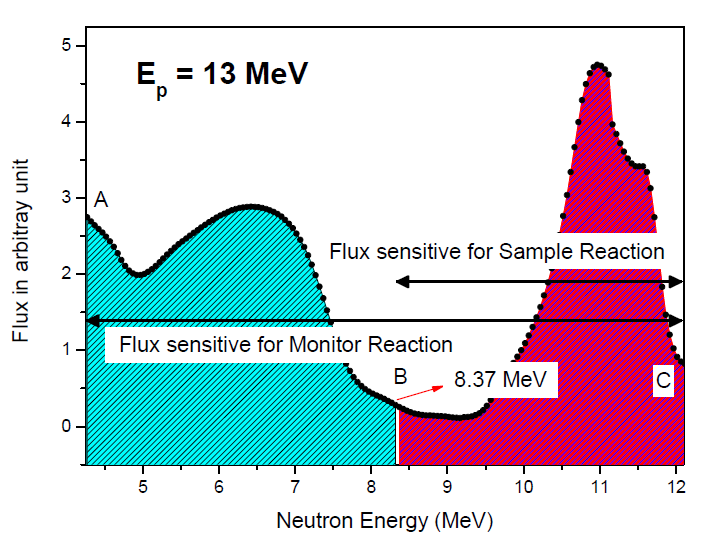 E_p = 13 MeV
5
4
3
2
1
0
Flux in arbitray unit
A
Flux sensitive for Sample Reaction
Flux sensitive for Monitor Reaction
B
8.37 MeV
C
5 6 7 8 9 10 11 12
Neutron Energy (MeV)